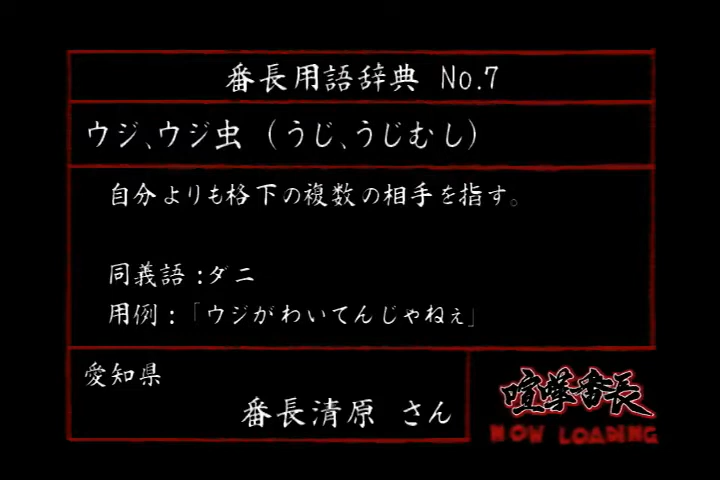 番長用語辞典 No.7
ウジ、ウジ虫（うじ、うじむし）
自分よりも格下の複数の相手を指す。
同義語：ダニ
用例：「ウジがわいてんじゃねぇ」
愛知県
番長清原 さん
喧嘩番長
NOW LOADING